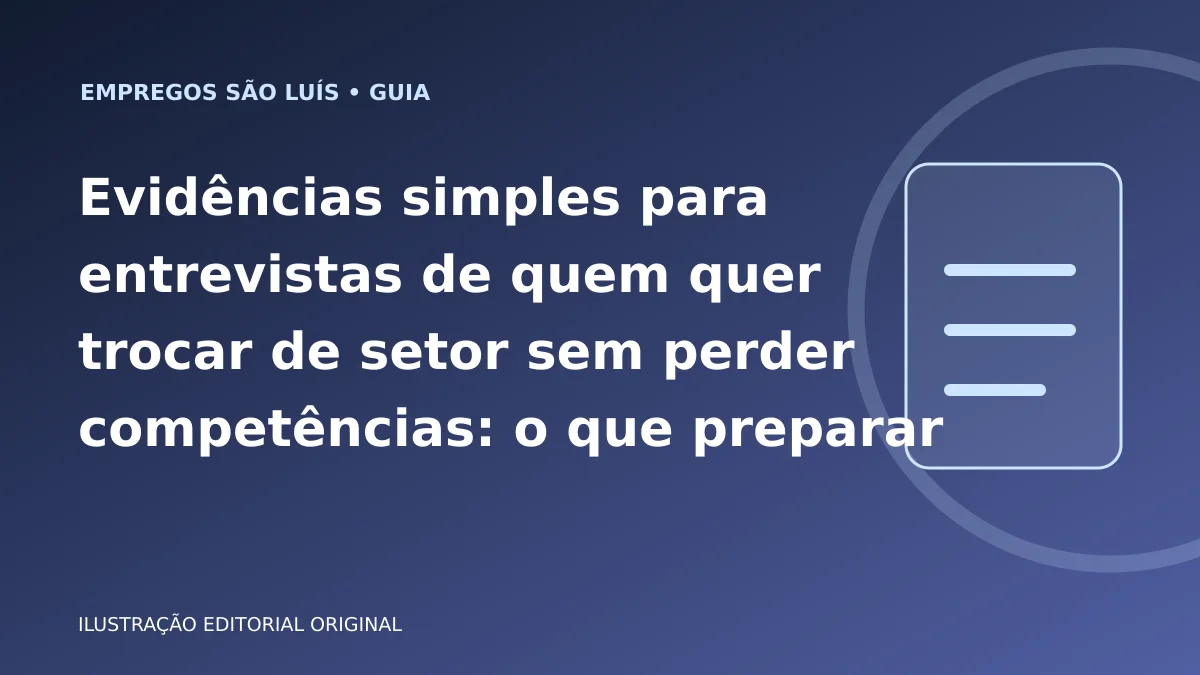 EMPREGOS SÃO LUÍS • GUIA
Evidências simples para
entrevistas de quem quer
trocar de setor sem perder
competências: o que preparar
ILUSTRAÇÃO EDITORIAL ORIGINAL